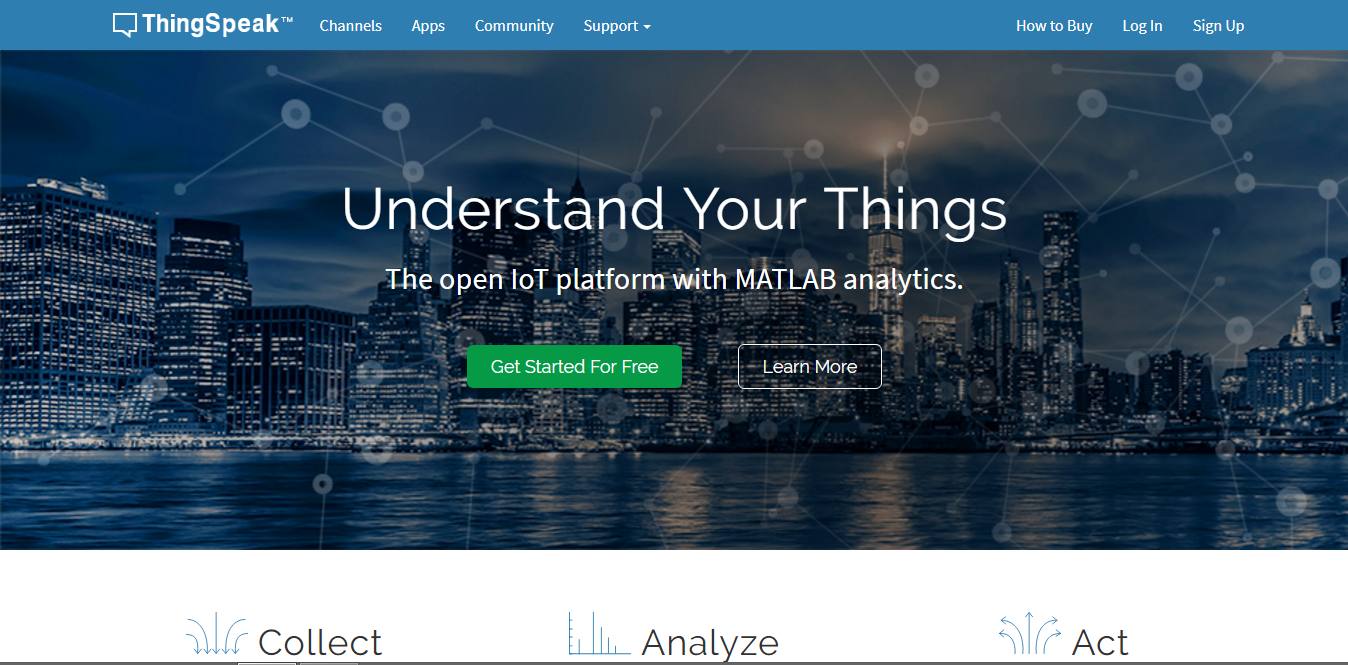 ThingSpeak™ Channels Apps Community Support How to Buy Log In Sign Up
Understand Your Things
The open IoT platform with MATLAB analytics.
Get Started For Free Learn More
Collect Analyze Act